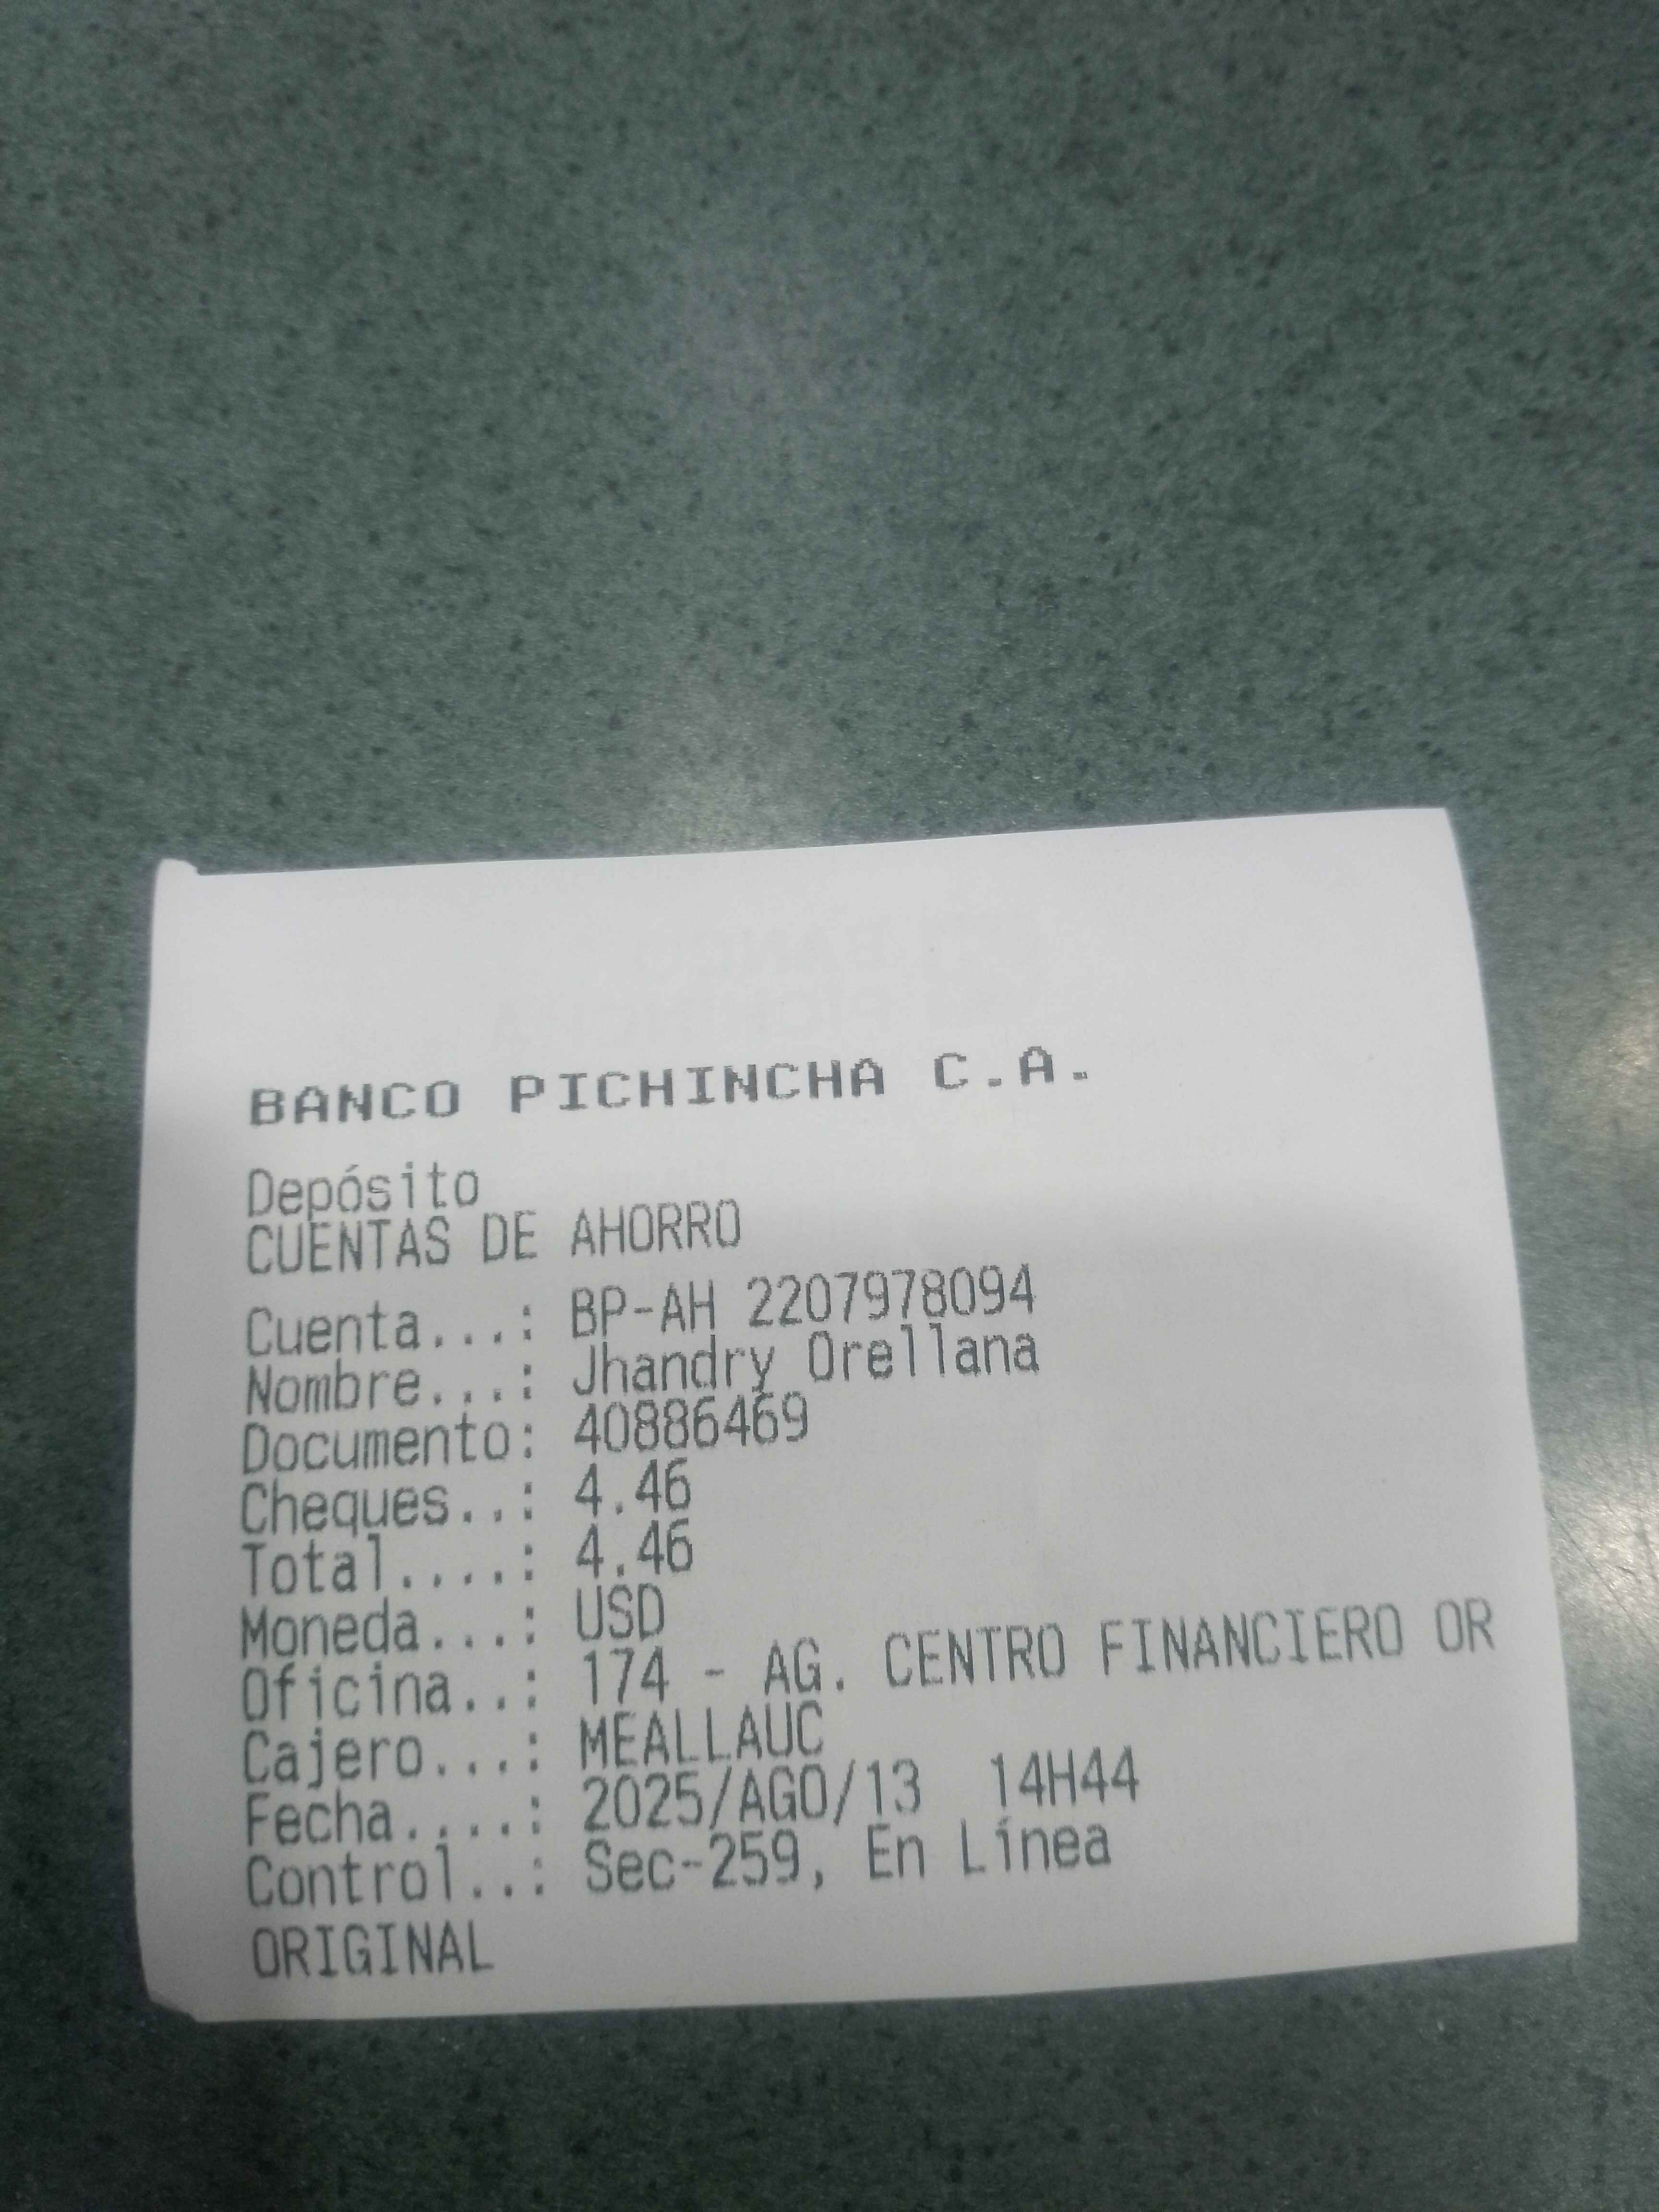 BANCO PICHINCHA C.A.
Depósito
CUENTAS DE AHORRO
Cuenta...: BP-AH 2207978094
Nombre...: Jhandry Orellana
Documento: 40886469
Cheques..: 4.46
Total....: 4.46
Moneda...: USD
Oficina..: 174 - AG. CENTRO FINANCIERO OR
Cajero...: MEALLAUC
Fecha....: 2025/AGO/13 14H44
Control..: Sec-259, En Línea
ORIGINAL